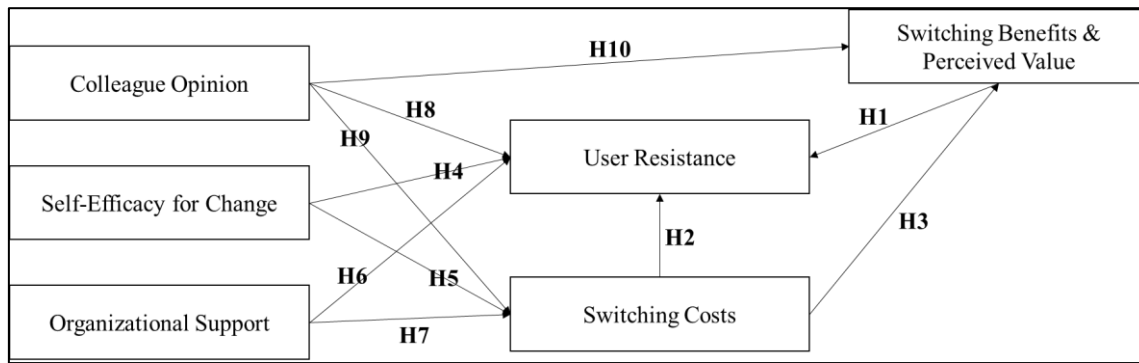 Switching Benefits &
Perceived Value
H10
Colleague Opinion
H8
H1
H9
User Resistance
H4
Self-Efficacy for Change
H3
H2
H6
H5
Organizational Support
H7
Switching Costs